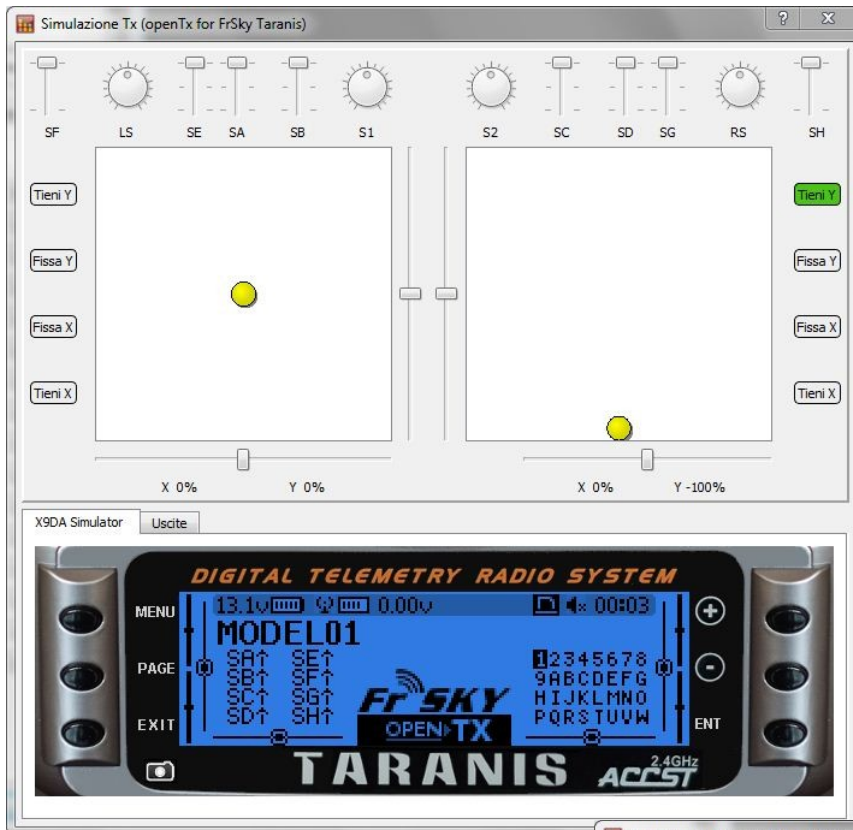 Simulazione Tx (openTx for FrSky Taranis)
SF LS SE SA SB S1 S2 SC SD SG RS SH
Tieni Y Tieni Y
Fissa Y Fissa Y
Fissa X Fissa X
Tieni X Tieni X
X 0% Y 0% X 0% Y -100%
X9DA Simulator Uscite
DIGITAL TELEMETRY RADIO SYSTEM
13.1v 0.00v 00:03
MENU
MODEL01
SA↑ SE↑ 12345678
PAGE SB↑ SF↑ 9ABCDEFG
SC↑ SG↑ HIJKLMNO
SD↑ SH↑ PQRSTUVW
FrSKY
EXIT OPEN TX ENT
TARANIS ACCST 2.4GHz